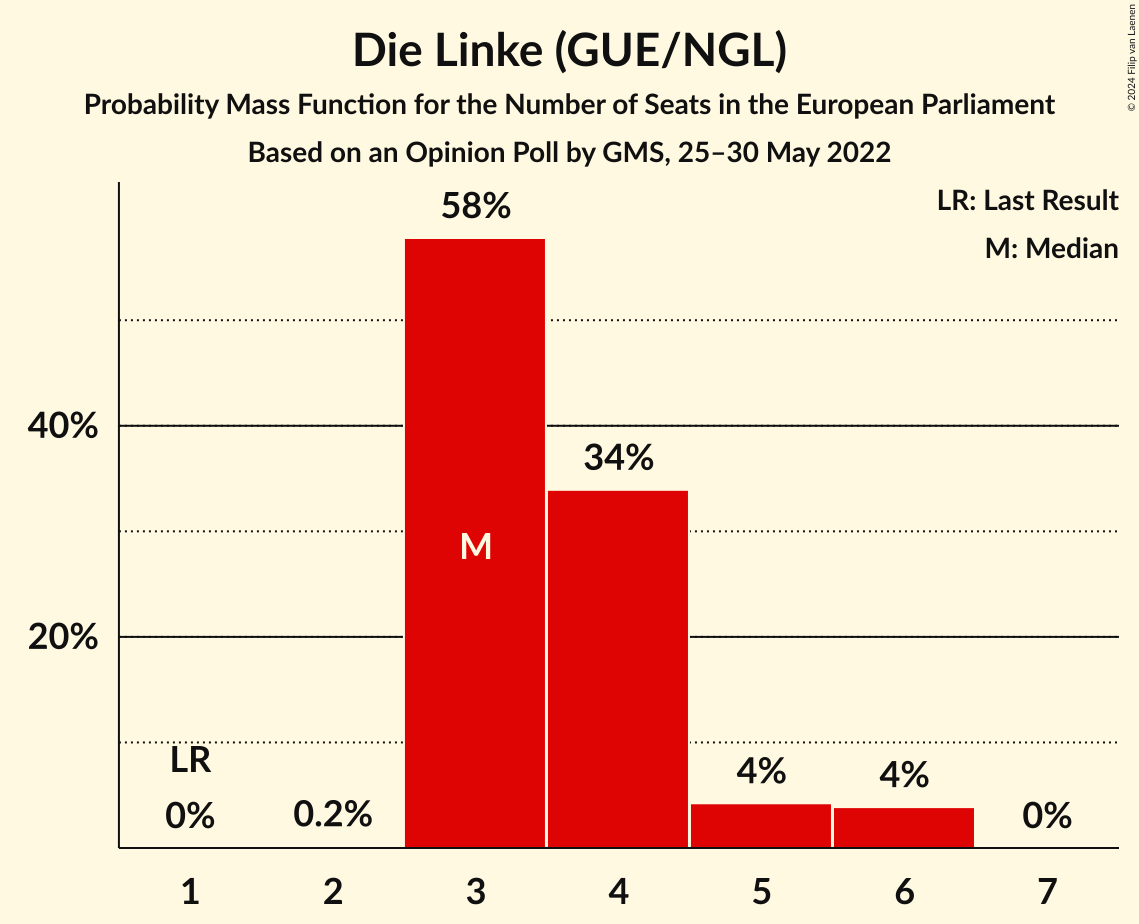 Die Linke (GUE/NGL)
Probability Mass Function for the Number of Seats in the European Parliament
Based on an Opinion Poll by GMS, 25–30 May 2022
© 2024 Filip van Laenen
LR: Last Result
M: Median
58%
40%
34%
M
20%
LR
0%
0.2%
4%
4%
0%
1 2 3 4 5 6 7